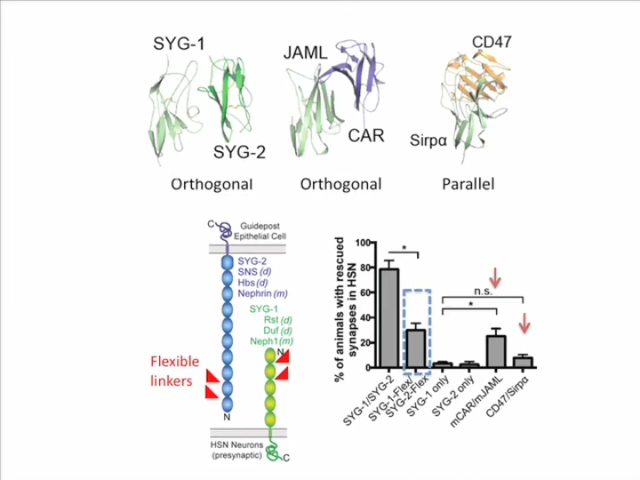 SYG-1
SYG-2
Orthogonal
JAML
CAR
Orthogonal
CD47
Sirpα
Parallel
C
Guidepost
Epithelial Cell
SYG-2
SNS (d)
Hbs (d)
Nephrin (m)
SYG-1
Rst (d)
Duf (d)
Neph1(m)
N
Flexible
linkers
N
HSN Neurons
(presynaptic)
C
% of animals with rescued
synapses in HSN
100
80
60
40
20
0
*
n.s.
*
SYG-1/SYG-2
SYG-1-Flex/
SYG-2-Flex
SYG-1 only
SYG-2 only
mCAR/mJAML
CD47/Sirpα